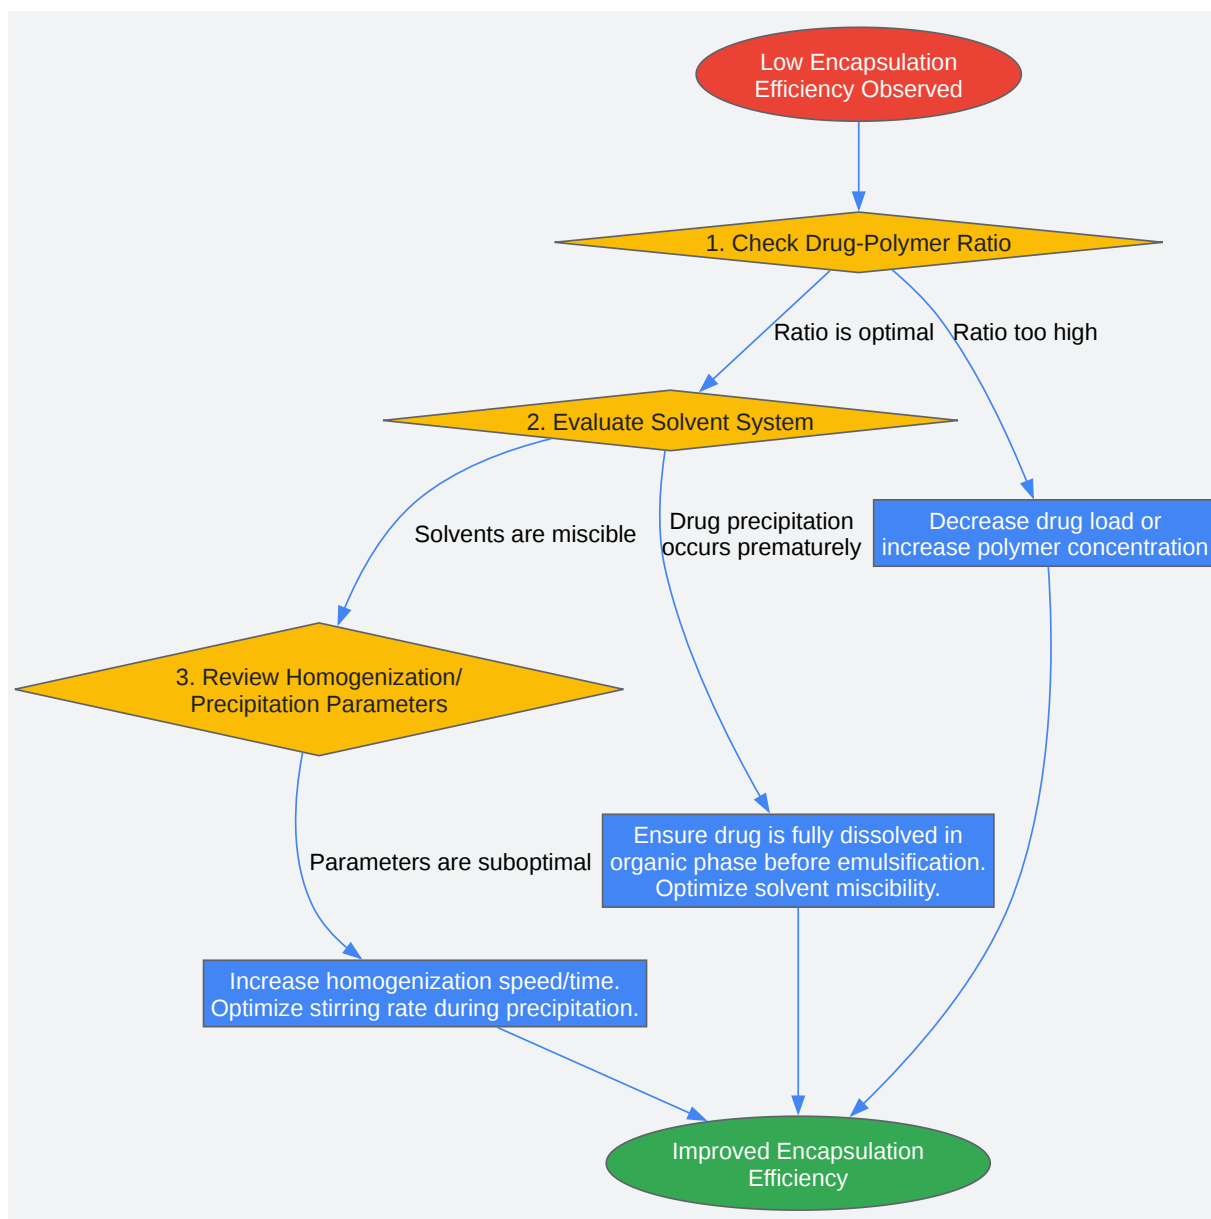 Low Encapsulation
Efficiency Observed
1. Check Drug-Polymer Ratio
Ratio is optimal
Ratio too high
2. Evaluate Solvent System
Solvents are miscible
Drug precipitation
occurs prematurely
Decrease drug load or
increase polymer concentration
3. Review Homogenization/
Precipitation Parameters
Parameters are suboptimal
Ensure drug is fully dissolved in
organic phase before emulsification.
Optimize solvent miscibility.
Increase homogenization speed/time.
Optimize stirring rate during precipitation.
Improved Encapsulation
Efficiency